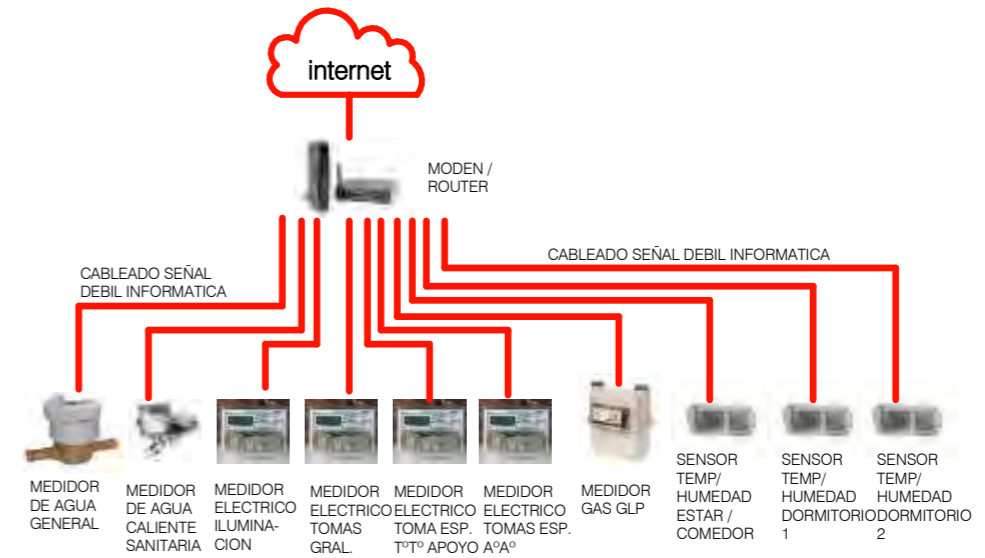 internet
MODEN /
ROUTER
CABLEADO SEÑAL
DEBIL INFORMATICA
CABLEADO SEÑAL DEBIL INFORMATICA
MEDIDOR
DE AGUA
GENERAL
MEDIDOR
DE AGUA
CALIENTE
SANITARIA
MEDIDOR
ELECTRICO
ILUMINA-
CION
MEDIDOR
ELECTRICO
TOMAS
GRAL.
MEDIDOR
ELECTRICO
TOMA ESP.
TºTº APOYO
MEDIDOR
ELECTRICO
TOMAS ESP.
AºAº
MEDIDOR
GAS GLP
SENSOR
TEMP/
HUMEDAD
ESTAR /
COMEDOR
SENSOR
TEMP/
HUMEDAD
DORMITORIO
1
SENSOR
TEMP/
HUMEDAD
DORMITORIO
2